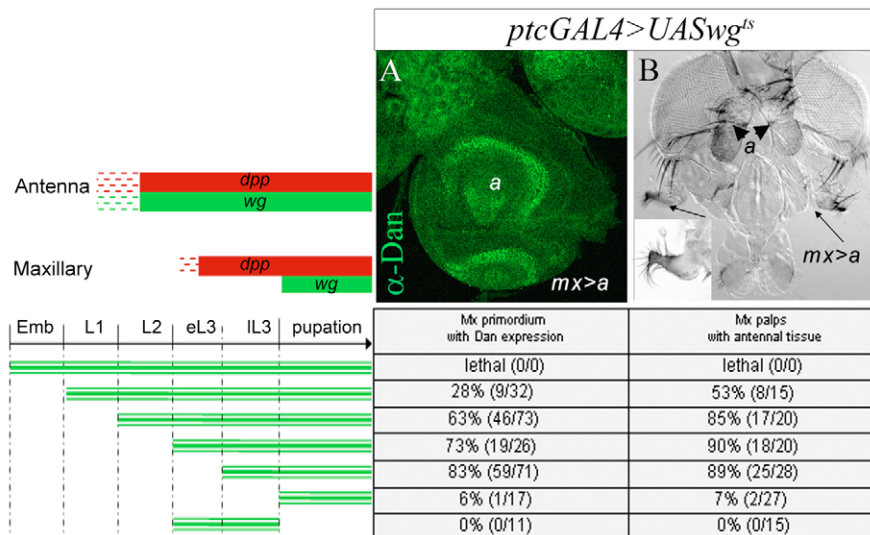 ptcGAL4>UASwg^ts
A
B
a
a
mx>a
mx>a
α-Dan
Antenna
dpp
wg
Maxillary
dpp
wg
Emb L1 L2 eL3 lL3 pupation
Mx primordium with Dan expression
Mx palps with antennal tissue
lethal (0/0) lethal (0/0)
28% (9/32) 53% (8/15)
63% (46/73) 85% (17/20)
73% (19/26) 90% (18/20)
83% (59/71) 89% (25/28)
6% (1/17) 7% (2/27)
0% (0/11) 0% (0/15)